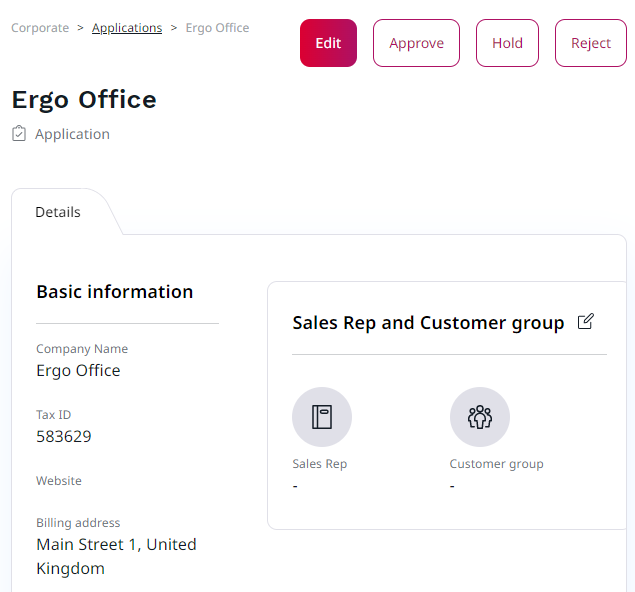 Corporate > Applications > Ergo Office
Edit
Approve
Hold
Reject
Ergo Office
Application
Details
Basic information
Company Name
Ergo Office
Tax ID
583629
Website
Billing address
Main Street 1, United
Kingdom
Sales Rep and Customer group
Sales Rep
-
Customer group
-